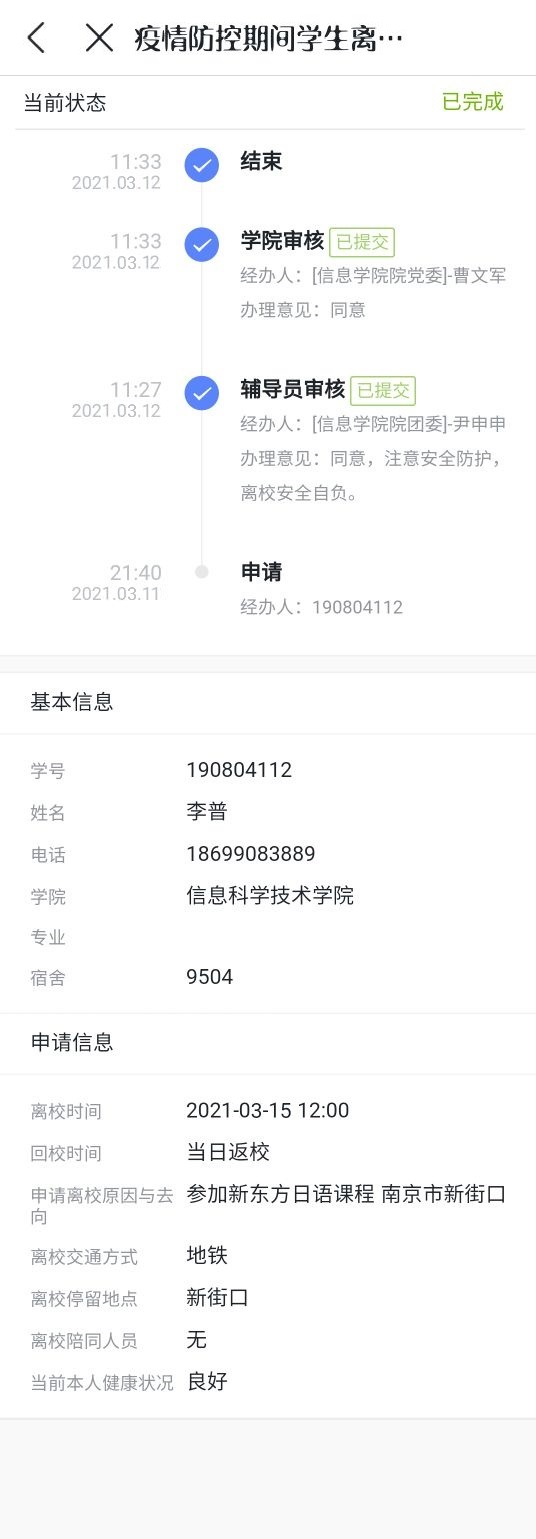 疫情防控期间学生离…
当前状态 已完成
11:33 结束
2021.03.12
11:33 学院审核 已提交
2021.03.12
经办人：[信息学院院党委]-曹文军
办理意见：同意
11:27 辅导员审核 已提交
2021.03.12
经办人：[信息学院院团委]-尹申申
办理意见：同意，注意安全防护，
离校安全自负。
21:40 申请
2021.03.11
经办人：190804112
基本信息
学号 190804112
姓名 李普
电话 18699083889
学院 信息科学技术学院
专业
宿舍 9504
申请信息
离校时间 2021-03-15 12:00
回校时间 当日返校
申请离校原因与去 参加新东方日语课程 南京市新街口
向
离校交通方式 地铁
离校停留地点 新街口
离校陪同人员 无
当前本人健康状况 良好